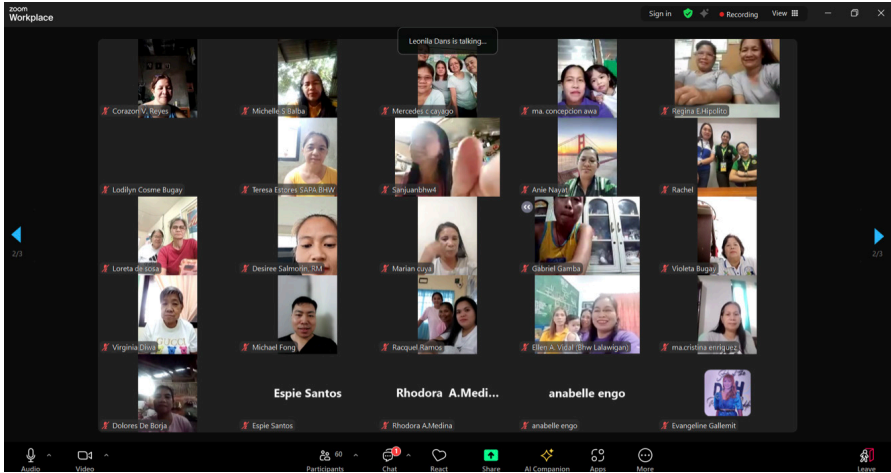 zoom
Workplace
Sign in
Recording
View
Leonila Dans is talking...
Corazon V. Reyes
Michelle S Balba
Mercedes c cayago
ma. concepcion awa
Regina E.Hipolito
Lodilyn Cosme Bugay
Teresa Estores SAPA BHW
Sanjuanbhw4
Anie Nayat
Rachel
2/3
2/3
Loreta de sosa
Desiree Salmorin, RM
Marian cuya
Gabriel Gamba
Violeta Bugay
Virginia Diwa
GUCCI
Michael Fong
Racquel Ramos
Ellen A. Vidal (Bhw Lalawigan)
ma.cristina enriquez
Espie Santos
Rhodora A.Medi...
anabelle engo
Dolores De Borja
Espie Santos
Rhodora A.Medina
anabelle engo
Evangeline Gallemit
Audio
Video
60
Participants
1
Chat
React
Share
AI Companion
Apps
More
Leave